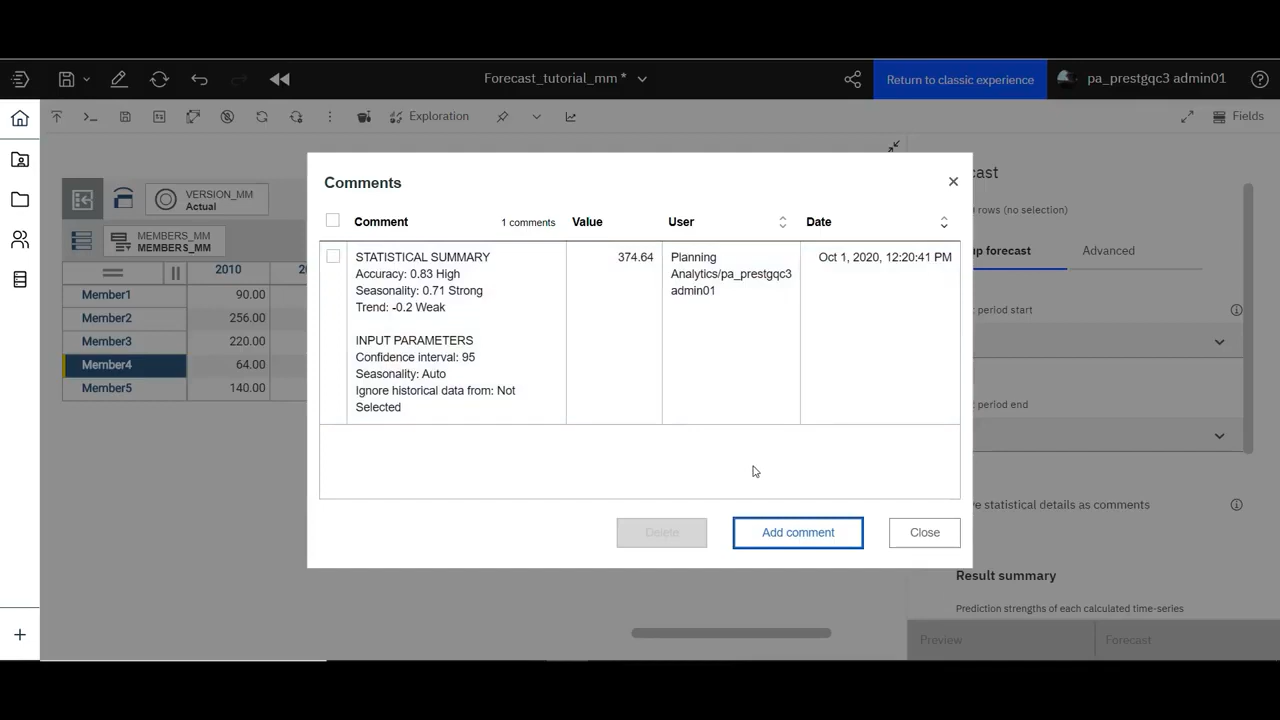 Forecast_tutorial_mm *
Return to classic experience
pa_prestgqc3 admin01
Exploration
Fields
VERSION_MM
Actual
MEMBERS_MM
MEMBERS_MM
2010
Member1 90.00
Member2 256.00
Member3 220.00
Member4 64.00
Member5 140.00
Comments
Comment 1 comments Value User Date
STATISTICAL SUMMARY
Accuracy: 0.83 High
Seasonality: 0.71 Strong
Trend: -0.2 Weak
INPUT PARAMETERS
Confidence interval: 95
Seasonality: Auto
Ignore historical data from: Not
Selected
374.64
Planning
Analytics/pa_prestgqc3
admin01
Oct 1, 2020, 12:20:41 PM
Delete
Add comment
Close
rows (no selection)
Advanced
period start
period end
statistical details as comments
Result summary
Prediction strengths of each calculated time-series
Preview
Forecast